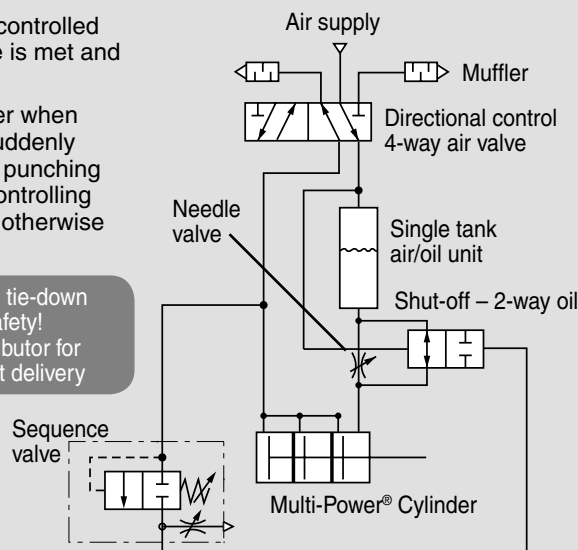 controlled
is met and
er when
uddenly
punching
ontrolling
otherwise
tie-down
afety!
butor for
t delivery
Air supply
Muffler
Directional control
4-way air valve
Needle
valve
Single tank
air/oil unit
Shut-off – 2-way oil
Sequence
valve
Multi-Power® Cylinder